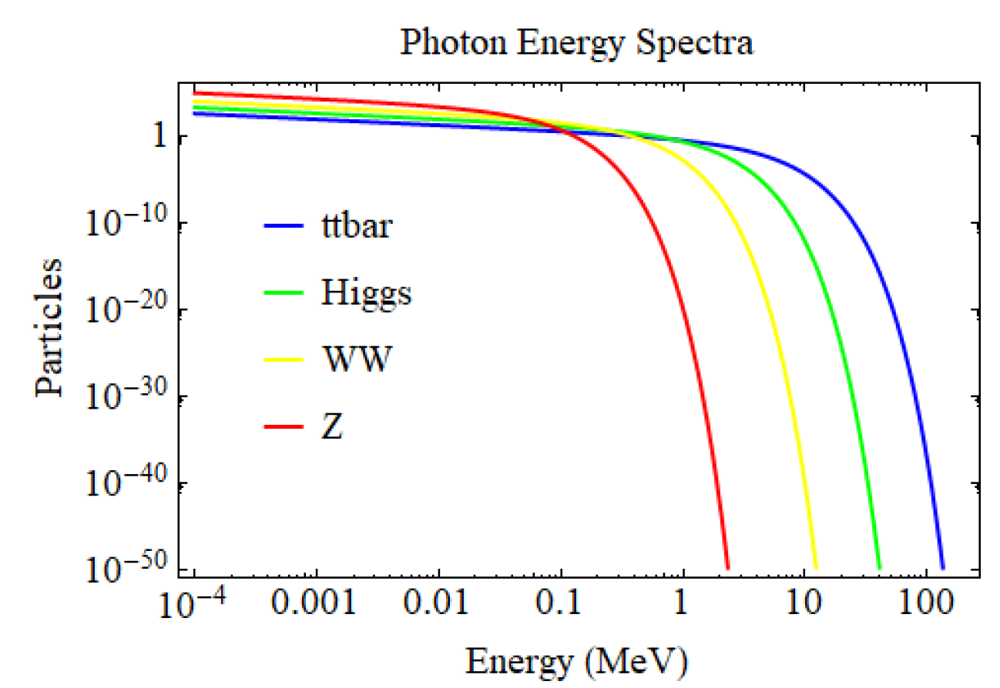 Photon Energy Spectra
Particles
1
10−10
10−20
10−30
10−40
10−50
ttbar
Higgs
WW
Z
10−4 0.001 0.01 0.1 1 10 100
Energy (MeV)